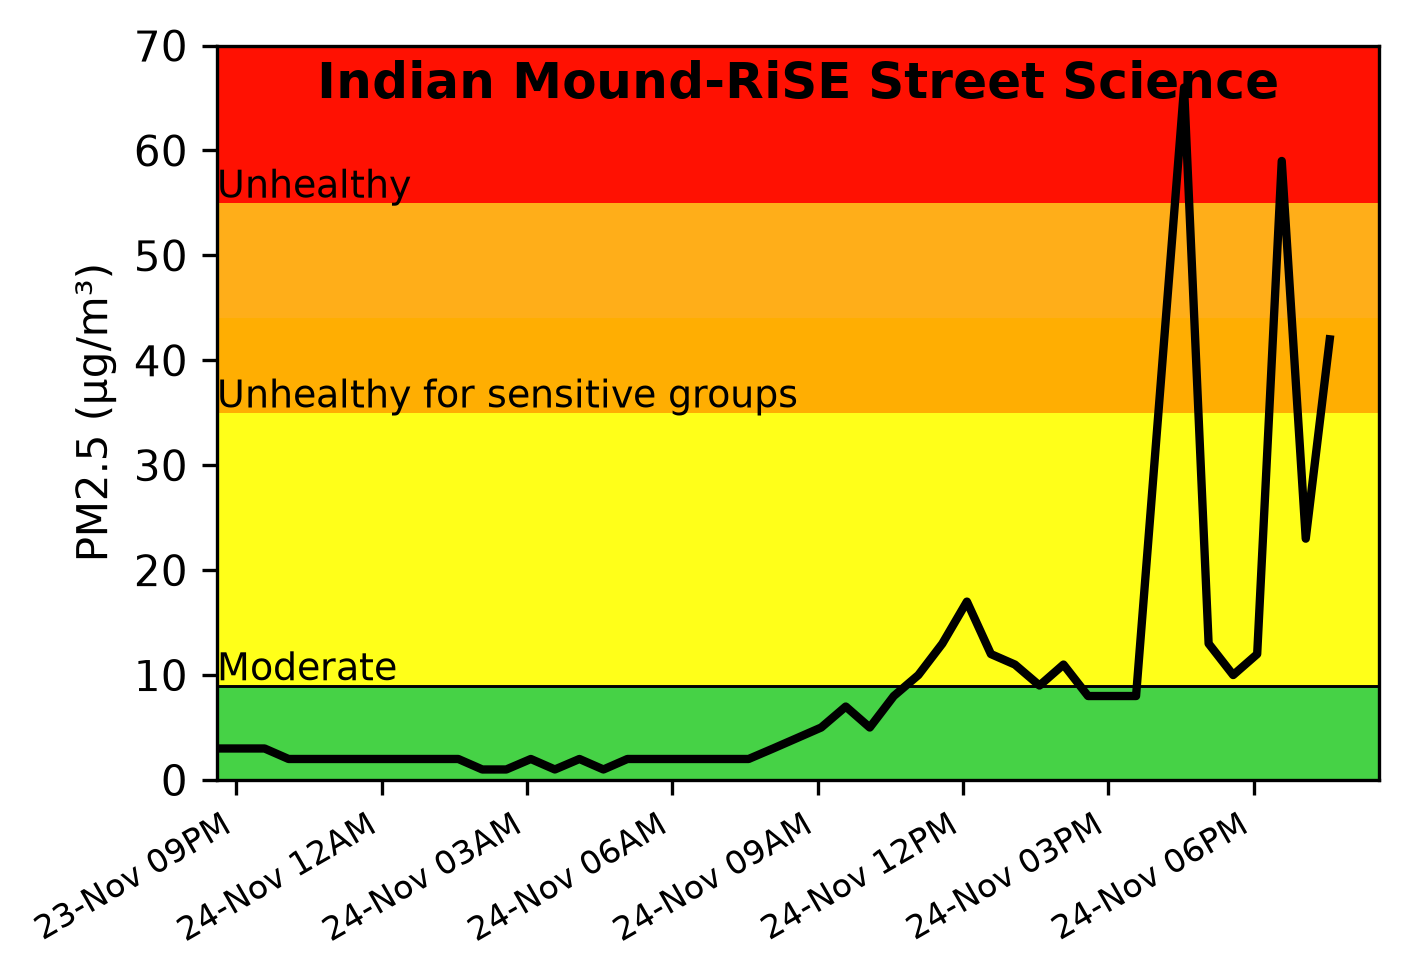 Indian Mound-RiSE Street Science
PM2.5 (µg/m³)
70
60
Unhealthy
50
40
Unhealthy for sensitive groups
30
20
10
Moderate
0
23-Nov 09PM
24-Nov 12AM
24-Nov 03AM
24-Nov 06AM
24-Nov 09AM
24-Nov 12PM
24-Nov 03PM
24-Nov 06PM